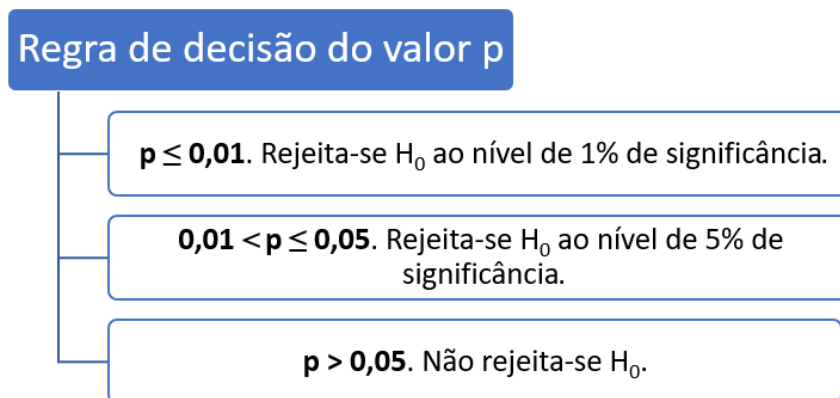 Regra de decisão do valor p
p ≤ 0,01. Rejeita-se H₀ ao nível de 1% de significância.
0,01 < p ≤ 0,05. Rejeita-se H₀ ao nível de 5% de
significância.
p > 0,05. Não rejeita-se H₀.